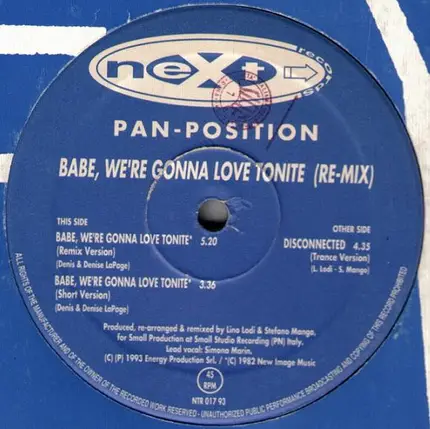 neXt
records
PAN-POSITION
BABE, WE'RE GONNA LOVE TONITE (RE-MIX)
THIS SIDE
BABE, WE'RE GONNA LOVE TONITE* 5.20
(Remix Version)
(Denis & Denise LaPage)
BABE, WE'RE GONNA LOVE TONITE* 3.36
(Short Version)
(Denis & Denise LaPage)
OTHER SIDE
DISCONNECTED 4.35
(Trance Version)
(L. Lodi - S. Mango)
Produced, re-arranged & remixed by Lino Lodi & Stefano Mango,
for Small Production at Small Studio Recording (PN) Italy.
Lead vocal: Simona Marin.
(C) (P) 1993 Energy Production Srl. / *(C) 1982 New Image Music
45
RPM
NTR 017 93
ALL RIGHTS OF THE MANUFACTURER AND OF THE OWNER OF THE RECORDED WORK RESERVED - UNAUTHORIZED PUBLIC PERFORMANCE BROADCASTING AND COPYING OF THIS RECORD PROHIBITED